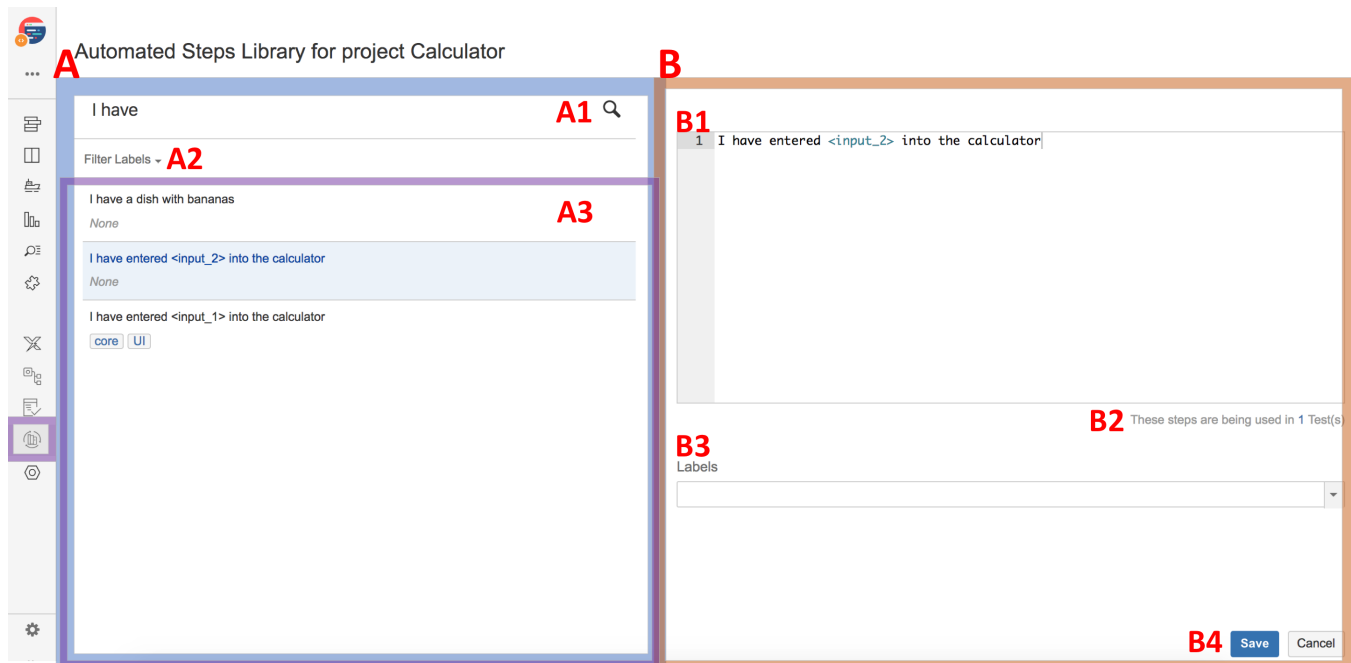 Automated Steps Library for project Calculator
A
B
I have
A1
Filter Labels
A2
A3
I have a dish with bananas
None
I have entered <input_2> into the calculator
None
I have entered <input_1> into the calculator
core UI
B1
1 I have entered <input_2> into the calculator
B2 These steps are being used in 1 Test(s)
B3
Labels
B4 Save Cancel